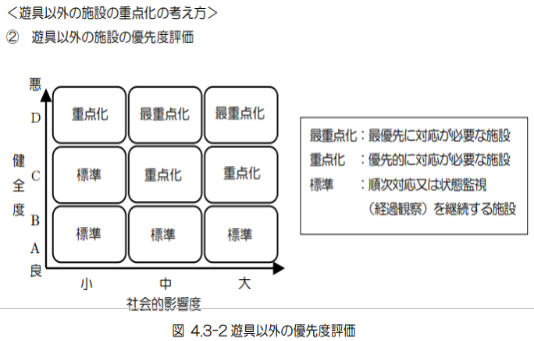 ＜遊具以外の施設の重点化の考え方＞
② 遊具以外の施設の優先度評価
悪
D 重点化 最重点化 最重点化
健全度
C 標準 重点化 重点化
B
標準 標準 標準
A
良
小 中 大
社会的影響度
最重点化：最優先に対応が必要な施設
重点化 ：優先的に対応が必要な施設
標準 ：順次対応又は状態監視
（経過観察）を継続する施設
図 4.3-2 遊具以外の優先度評価